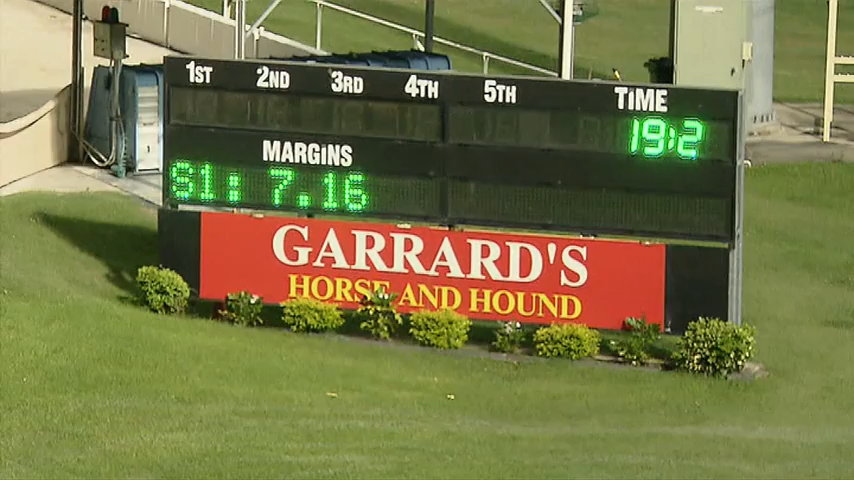 1ST 2ND 3RD 4TH 5TH TIME
19:2
MARGINS
S1: 7.16
GARRARD'S
HORSE AND HOUND